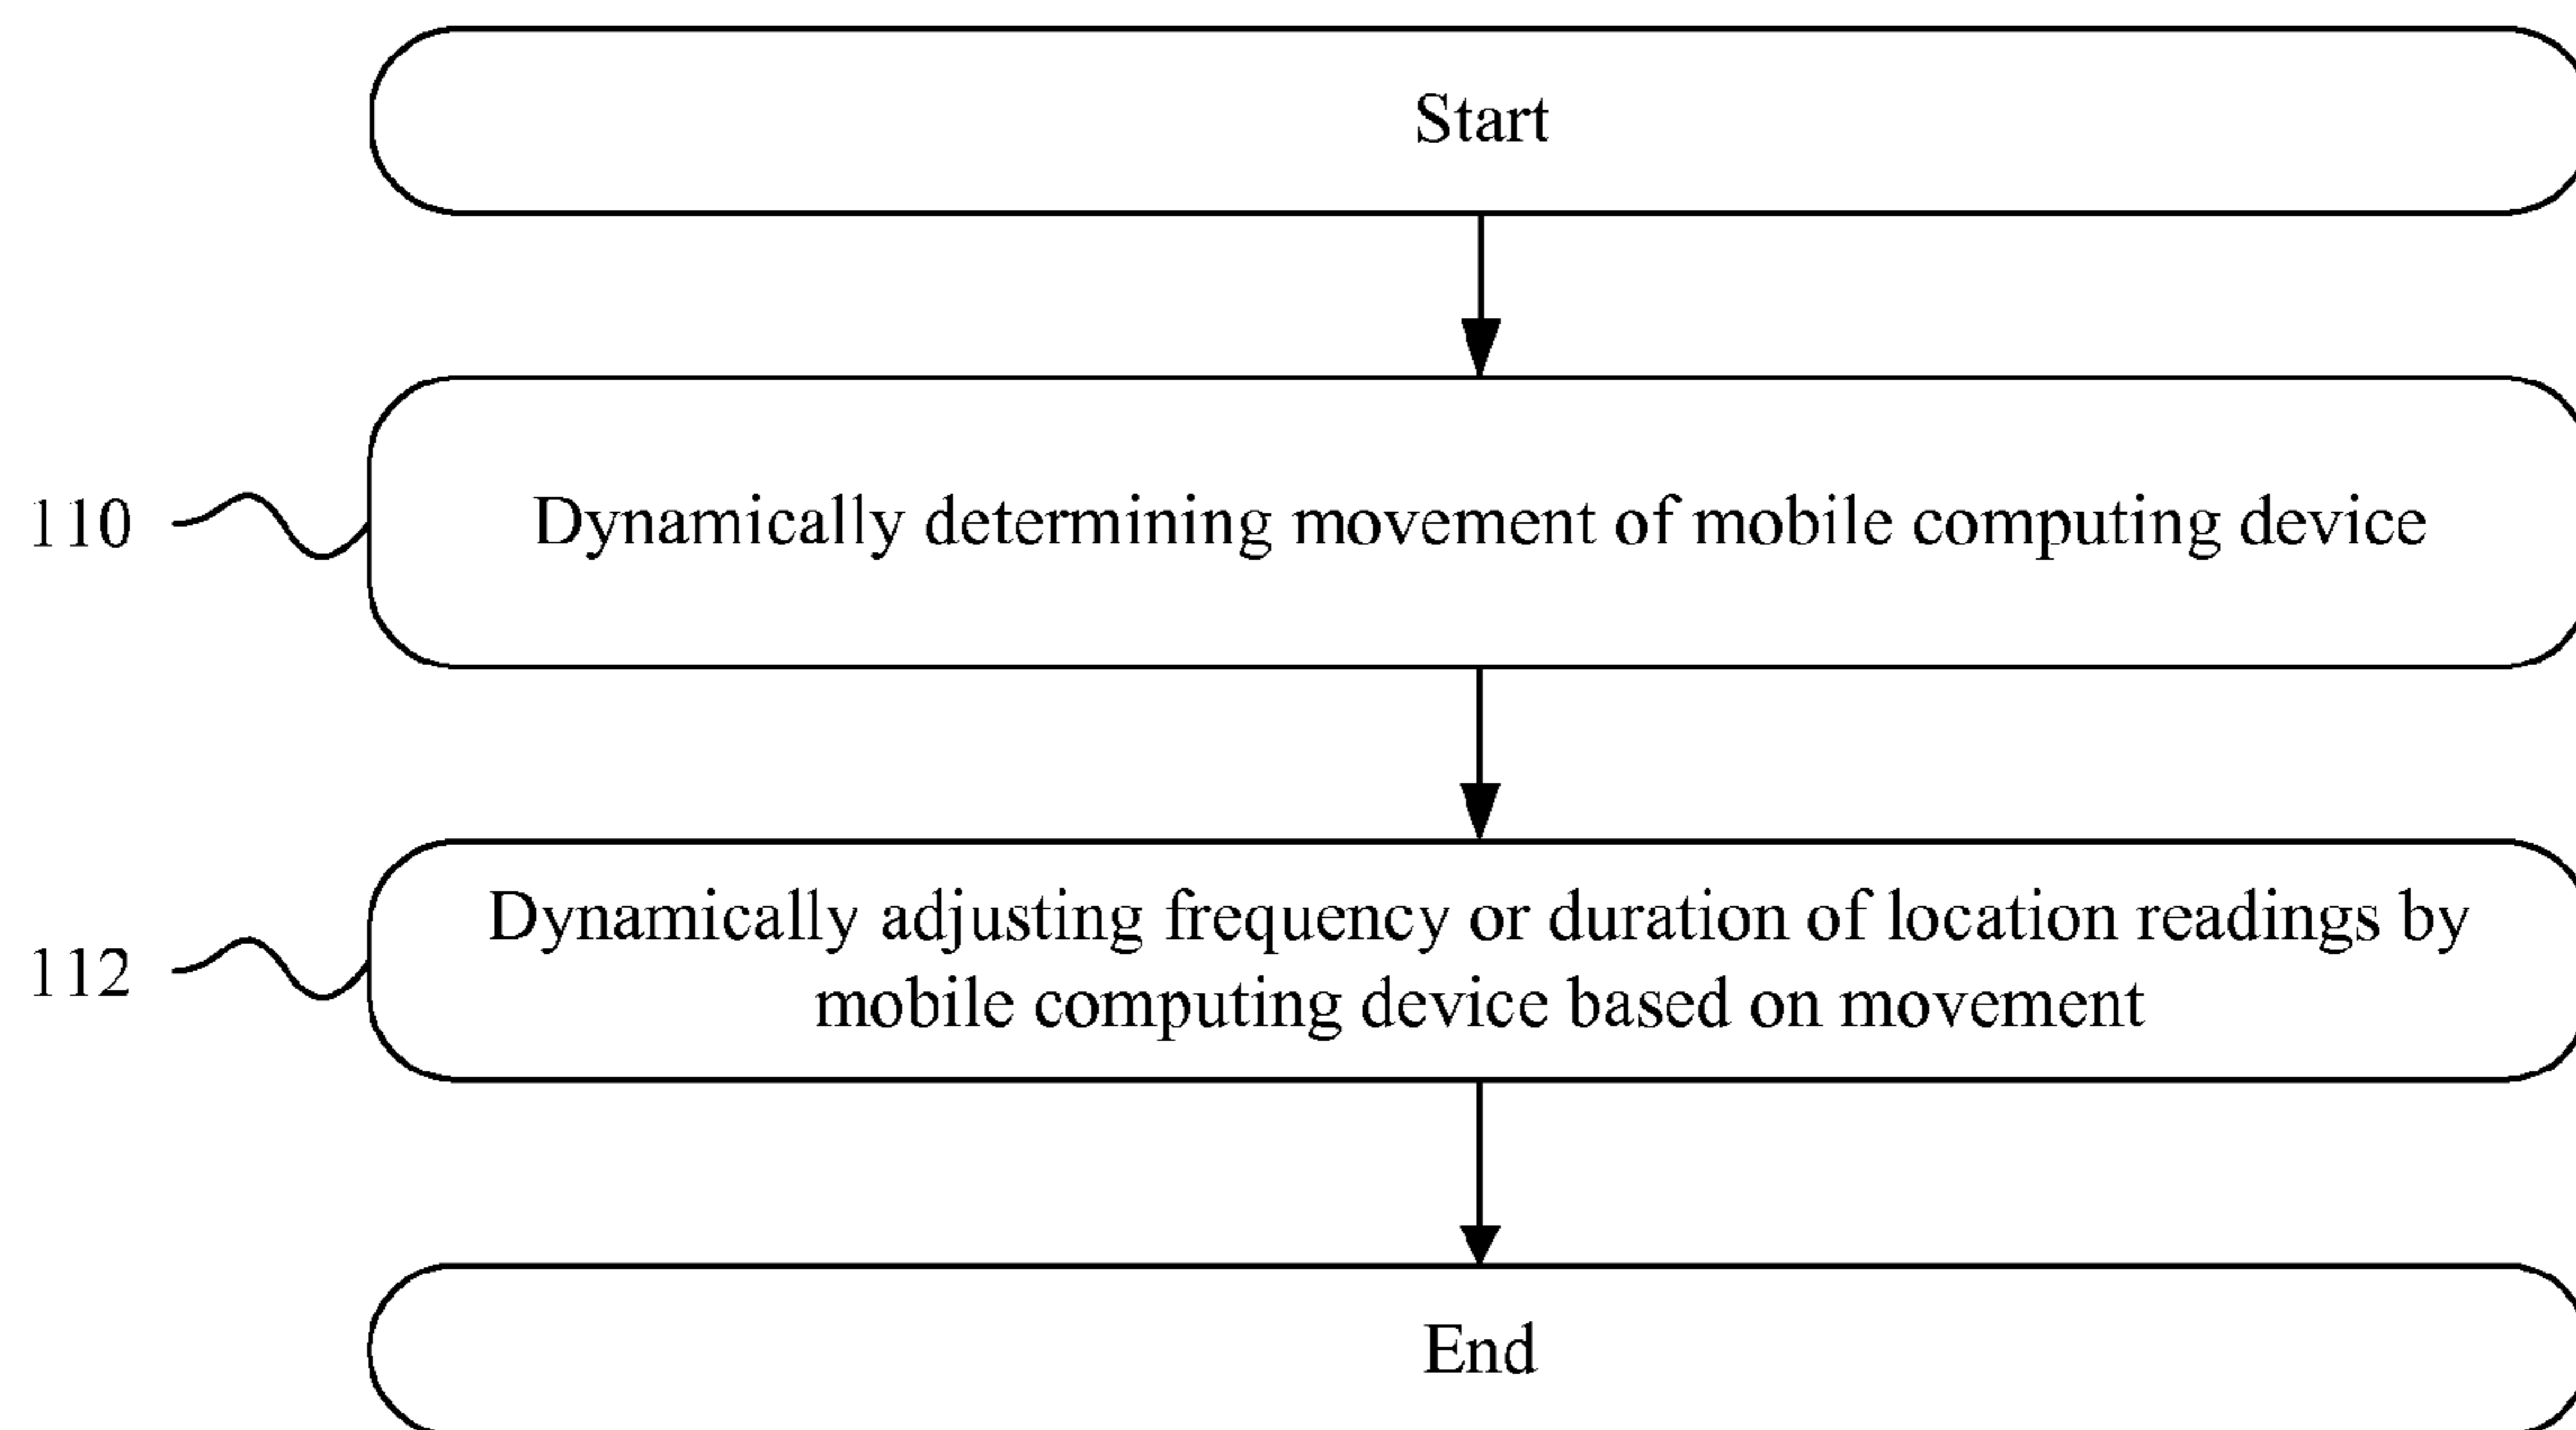 Start
110
Dynamically determining movement of mobile computing device
112
Dynamically adjusting frequency or duration of location readings by
mobile computing device based on movement
End